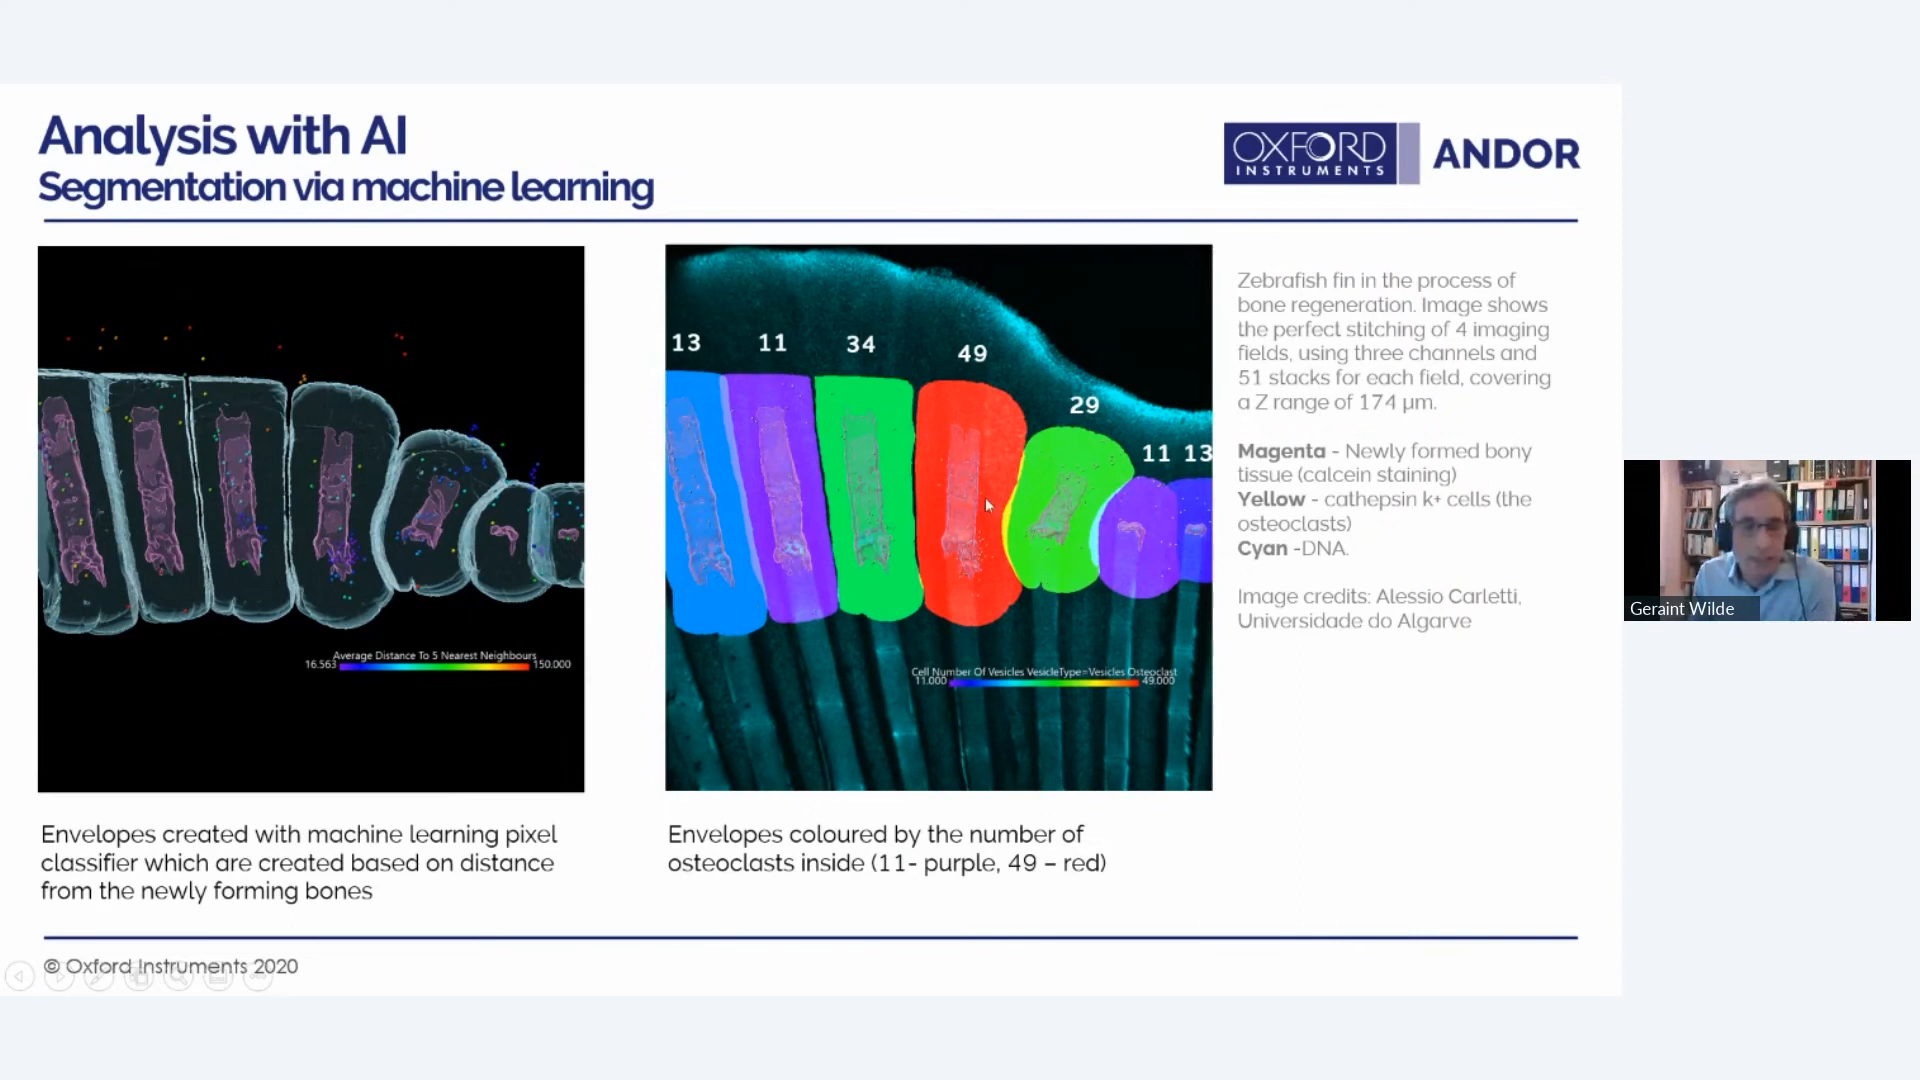 Analysis with AI
Segmentation via machine learning
OXFORD
INSTRUMENTS
ANDOR
Average Distance To 5 Nearest Neighbours
16.563
150.000
13
11
34
49
29
11 13
Cell Number Of Vesicles VesicleType=Vesicles Osteoclast
11.000
49.000
Zebrafish fin in the process of
bone regeneration. Image shows
the perfect stitching of 4 imaging
fields, using three channels and
51 stacks for each field, covering
a Z range of 174 µm.
Magenta - Newly formed bony
tissue (calcein staining)
Yellow - cathepsin k+ cells (the
osteoclasts)
Cyan -DNA.
Image credits: Alessio Carletti,
Universidade do Algarve
Geraint Wilde
Envelopes created with machine learning pixel
classifier which are created based on distance
from the newly forming bones
Envelopes coloured by the number of
osteoclasts inside (11- purple, 49 – red)
© Oxford Instruments 2020